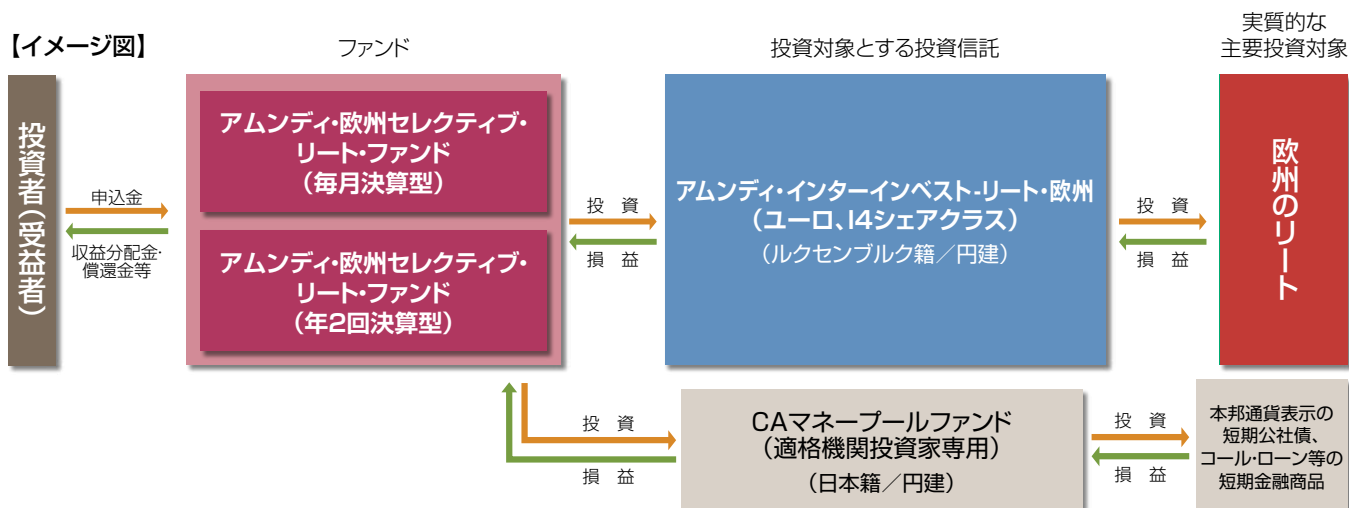 【イメージ図】
ファンド
投資対象とする投資信託
実質的な
主要投資対象
投資者（受益者）
申込金
収益分配金・
償還金等
アムンディ・欧州セレクティブ・
リート・ファンド
（毎月決算型）
アムンディ・欧州セレクティブ・
リート・ファンド
（年2回決算型）
投 資
損 益
アムンディ・インターインベスト-リート・欧州
（ユーロ、I4シェアクラス）
（ルクセンブルク籍／円建）
投 資
損 益
欧州のリート
投 資
損 益
CAマネープールファンド
（適格機関投資家専用）
（日本籍／円建）
投 資
損 益
本邦通貨表示の
短期公社債、
コール・ローン等の
短期金融商品